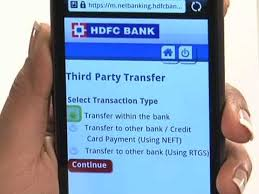 https://m.netbanking.hdfcban...
HDFC BANK
Third Party Transfer
Select Transaction Type
Transfer within the bank
Transfer to other bank / Credit
Card Payment (Using NEFT)
Transfer to other bank (Using RTGS)
Continue